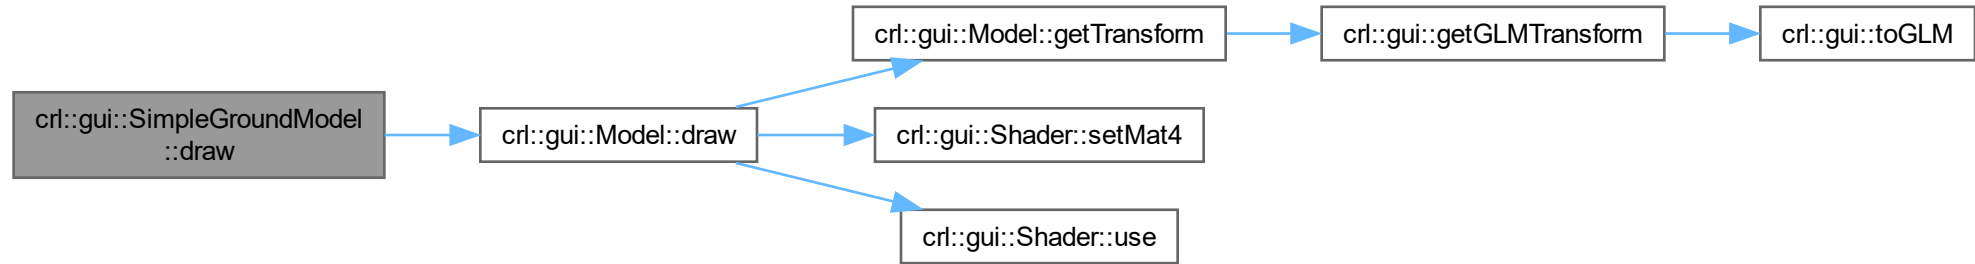 crl::gui::SimpleGroundModel
::draw
crl::gui::Model::draw
crl::gui::Model::getTransform
crl::gui::getGLMTransform
crl::gui::toGLM
crl::gui::Shader::setMat4
crl::gui::Shader::use